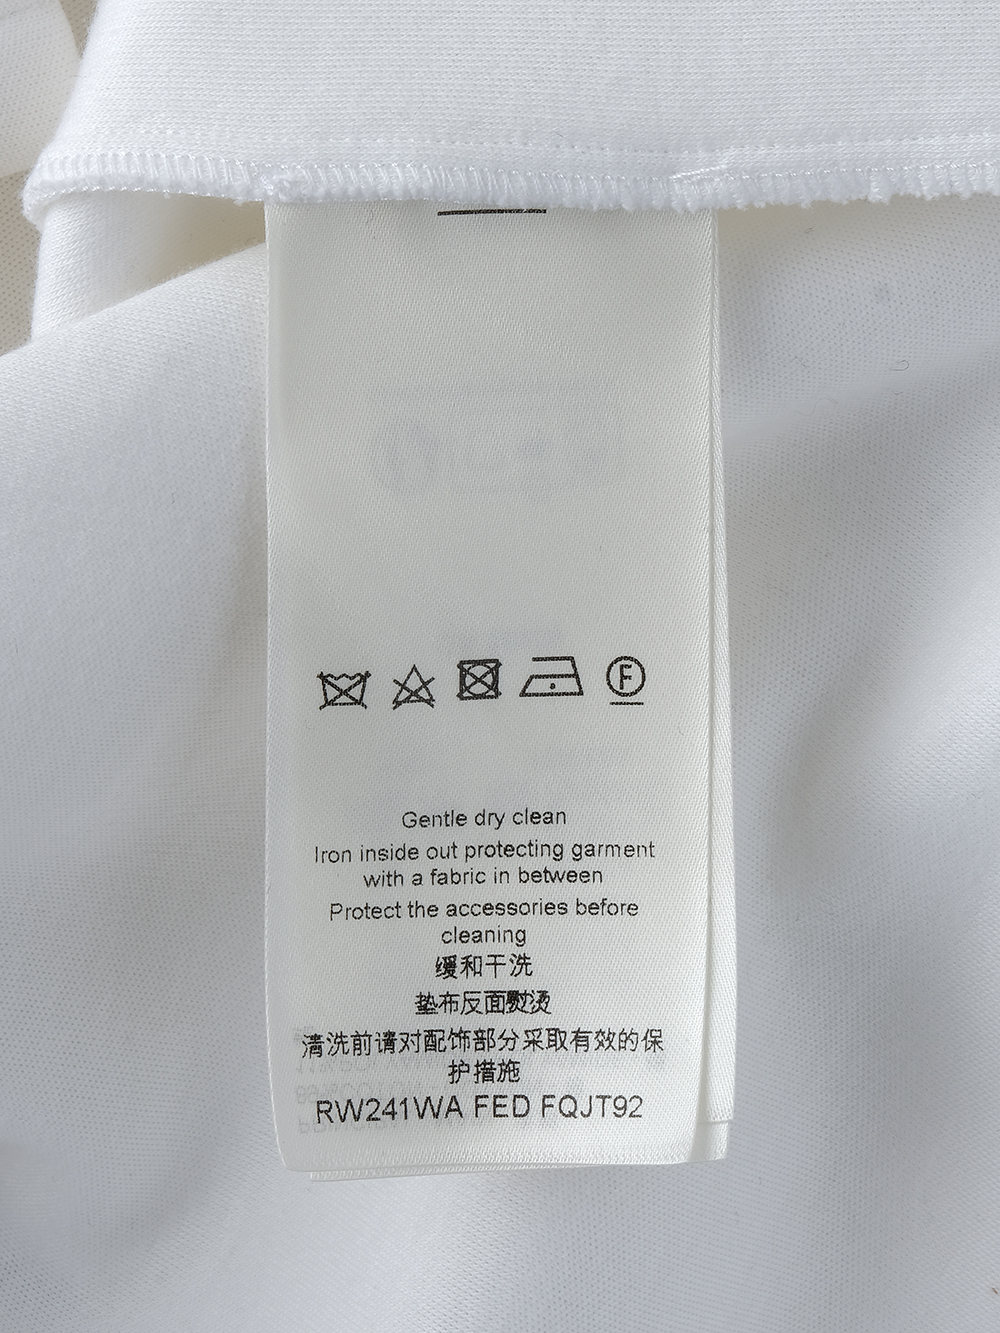 F
Gentle dry clean
Iron inside out protecting garment
with a fabric in between
Protect the accessories before
cleaning
缓和干洗
垫布反面熨烫
清洗前请对配饰部分采取有效的保
护措施
RW241WA FED FQJT92